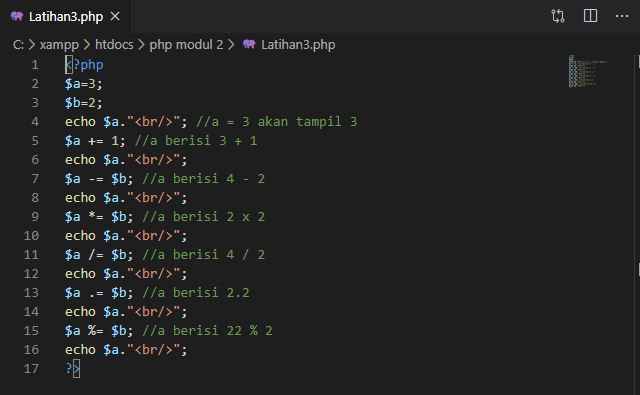 Latihan3.php
C: > xampp > htdocs > php modul 2 > Latihan3.php
1 <?php
2 $a=3;
3 $b=2;
4 echo $a."<br/>"; //a = 3 akan tampil 3
5 $a += 1; //a berisi 3 + 1
6 echo $a."<br/>";
7 $a -= $b; //a berisi 4 - 2
8 echo $a."<br/>";
9 $a *= $b; //a berisi 2 x 2
10 echo $a."<br/>";
11 $a /= $b; //a berisi 4 / 2
12 echo $a."<br/>";
13 $a .= $b; //a berisi 2.2
14 echo $a."<br/>";
15 $a %= $b; //a berisi 22 % 2
16 echo $a."<br/>";
17 ?>